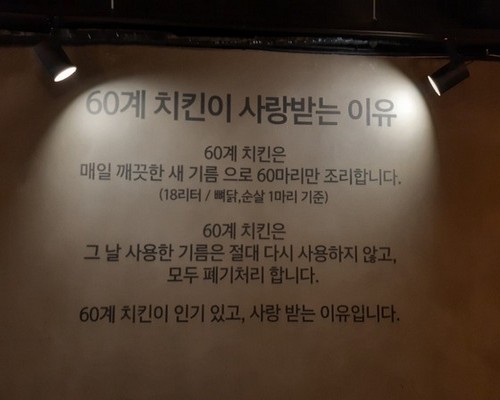 60계 치킨이 사랑받는 이유
60계 치킨은
매일 깨끗한 새 기름 으로 60마리만 조리합니다.
(18리터 / 뼈닭,순살 1마리 기준)
60계 치킨은
그 날 사용한 기름은 절대 다시 사용하지 않고,
모두 폐기처리 합니다.
60계 치킨이 인기 있고, 사랑 받는 이유입니다.